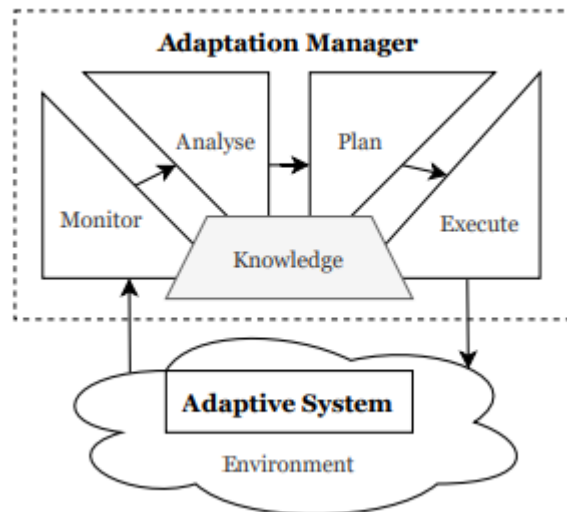 Adaptation Manager
Analyse
Plan
Monitor
Execute
Knowledge
Adaptive System
Environment